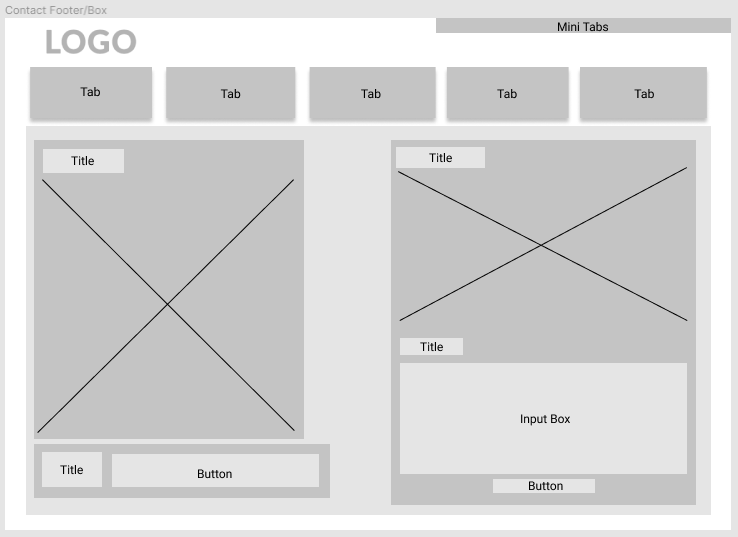 Contact Footer/Box
LOGO
Mini Tabs
Tab
Tab
Tab
Tab
Tab
Title
Title
Title
Input Box
Button
Title
Button